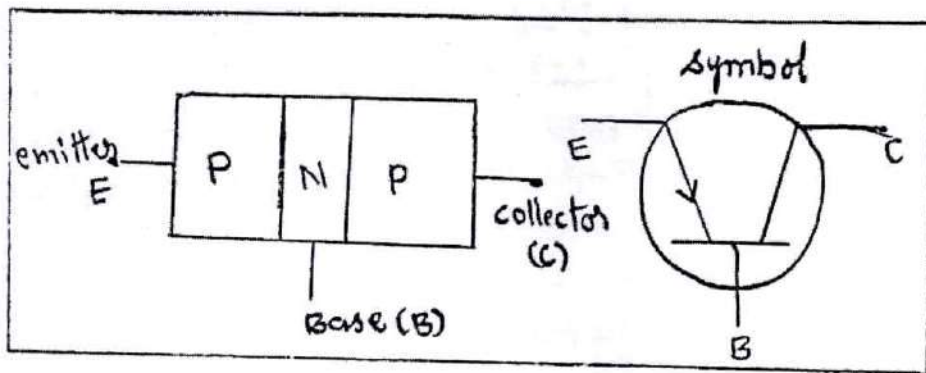 symbol
emitter
E
P N P
collector
(C)
Base (B)
E
C
B